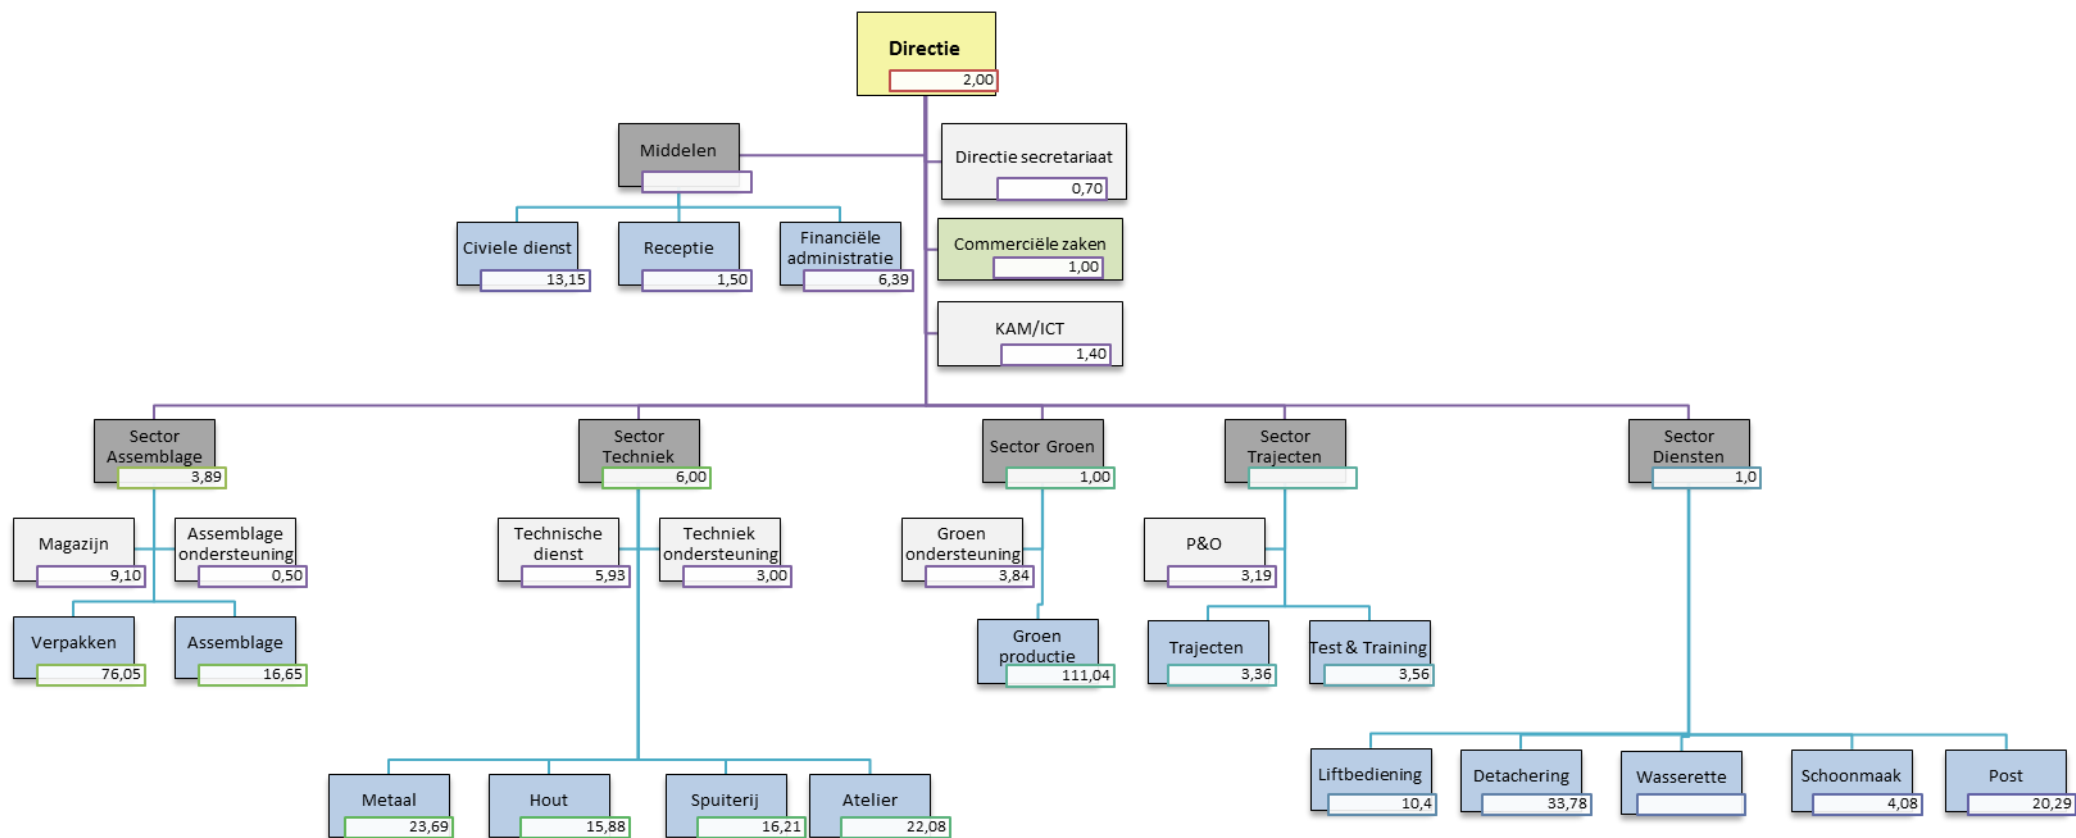 Directie
2,00
Middelen
Directie secretariaat
0,70
Civiele dienst
13,15
Receptie
1,50
Financiële
administratie
6,39
Commerciële zaken
1,00
KAM/ICT
1,40
Sector
Assemblage
3,89
Sector
Techniek
6,00
Sector Groen
1,00
Sector
Trajecten
Sector
Diensten
1,0
Magazijn
9,10
Assemblage
ondersteuning
0,50
Technische
dienst
5,93
Techniek
ondersteuning
3,00
Groen
ondersteuning
3,84
P&O
3,19
Verpakken
76,05
Assemblage
16,65
Groen
productie
111,04
Trajecten
3,36
Test & Training
3,56
Metaal
23,69
Hout
15,88
Spuiterij
16,21
Atelier
22,08
Liftbediening
10,4
Detachering
33,78
Wasserette
Schoonmaak
4,08
Post
20,29